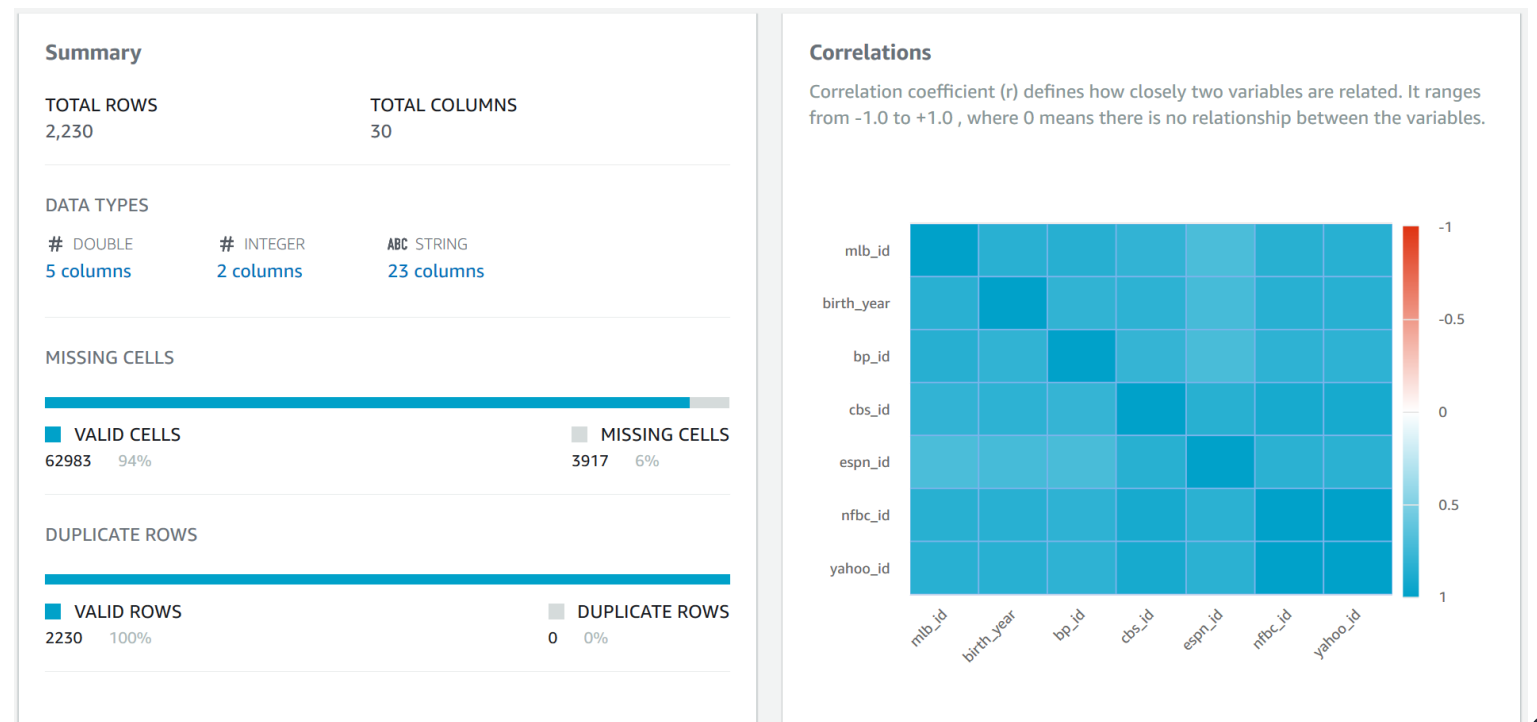 Summary
TOTAL ROWS
TOTAL COLUMNS
2,230
30
DATA TYPES
# DOUBLE
# INTEGER
ABC STRING
5 columns
2 columns
23 columns
MISSING CELLS
VALID CELLS
MISSING CELLS
62983 94%
3917 6%
DUPLICATE ROWS
VALID ROWS
DUPLICATE ROWS
2230 100%
0 0%
Correlations
Correlation coefficient (r) defines how closely two variables are related. It ranges
from -1.0 to +1.0 , where 0 means there is no relationship between the variables.
mlb_id
birth_year
bp_id
cbs_id
espn_id
nfbc_id
yahoo_id
mlb_id
birth_year
bp_id
cbs_id
espn_id
nfbc_id
yahoo_id
-1
-0.5
0
0.5
1